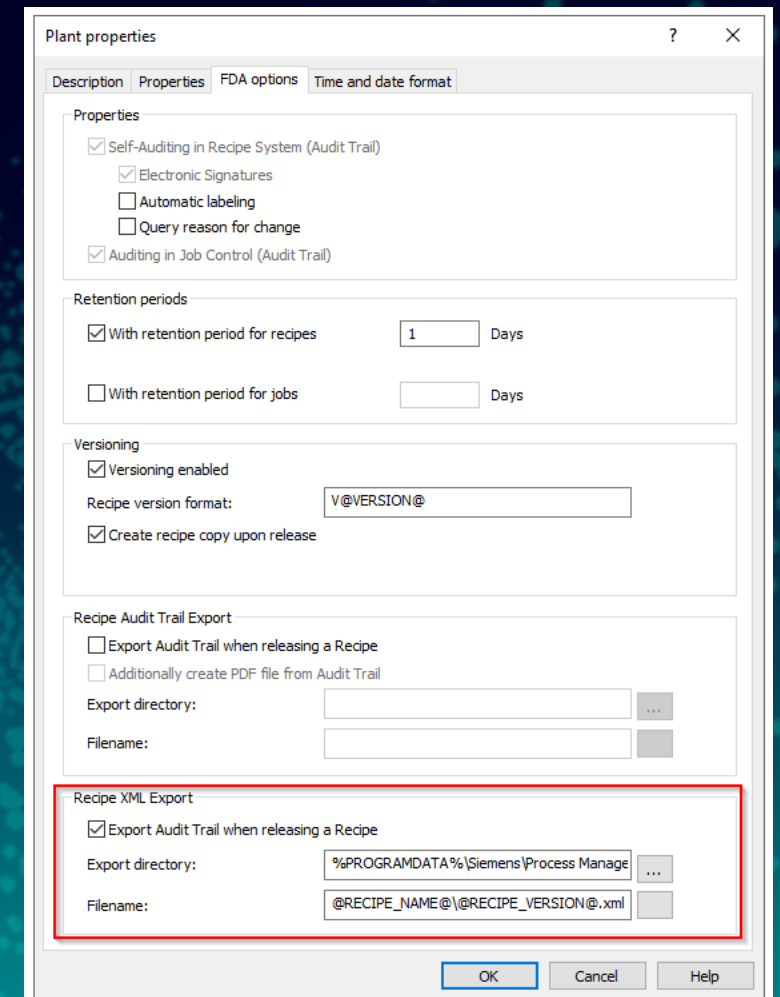 Plant properties ? ✕
Description Properties FDA options Time and date format
Properties
Self-Auditing in Recipe System (Audit Trail)
Electronic Signatures
Automatic labeling
Query reason for change
Auditing in Job Control (Audit Trail)
Retention periods
With retention period for recipes 1 Days
With retention period for jobs Days
Versioning
Versioning enabled
Recipe version format: V@VERSION@
Create recipe copy upon release
Recipe Audit Trail Export
Export Audit Trail when releasing a Recipe
Additionally create PDF file from Audit Trail
Export directory: ...
Filename:
Recipe XML Export
Export Audit Trail when releasing a Recipe
Export directory: %PROGRAMDATA%\Siemens\Process Manage ...
Filename: @RECIPE_NAME@\@RECIPE_VERSION@.xml
OK Cancel Help